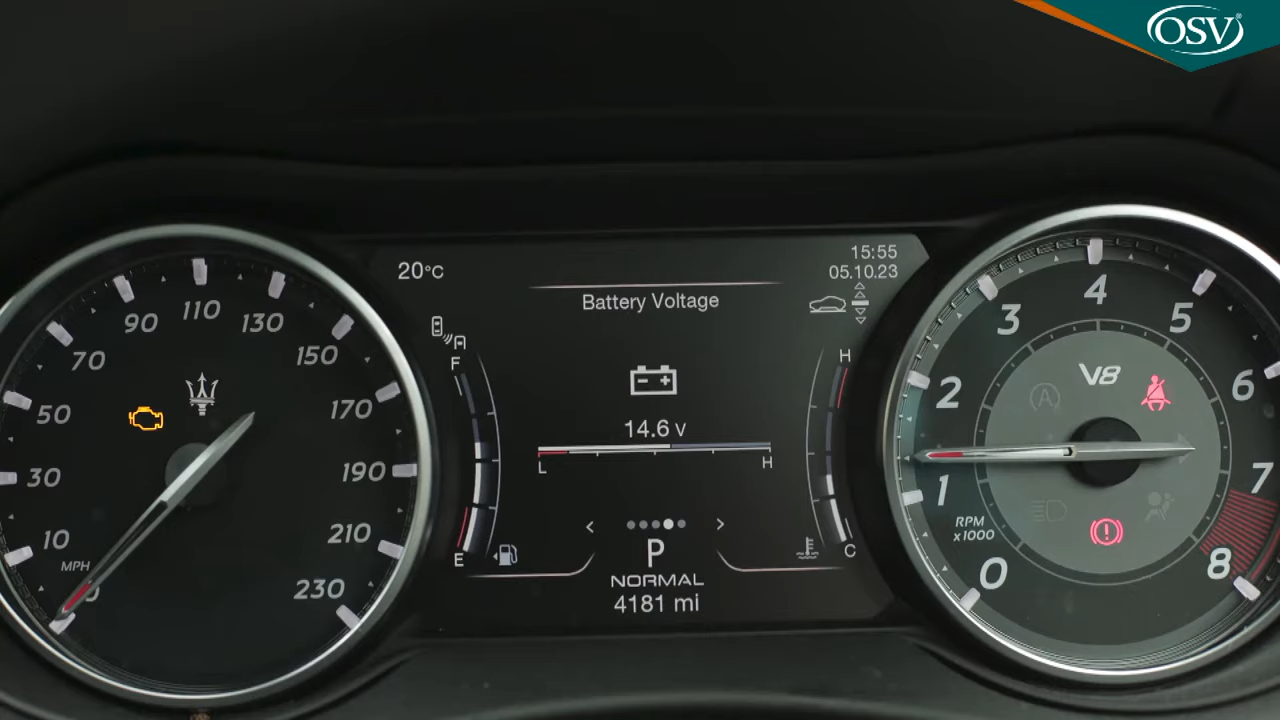 OSV®
15:55
20°C
05.10.23
Battery Voltage
14.6 V
L H
F
E
H
C
P
NORMAL
4181 mi
MPH
0
10
30
50
70
90
110
130
150
170
190
210
230
V8
A
RPM
x1000
0
1
2
3
4
5
6
7
8